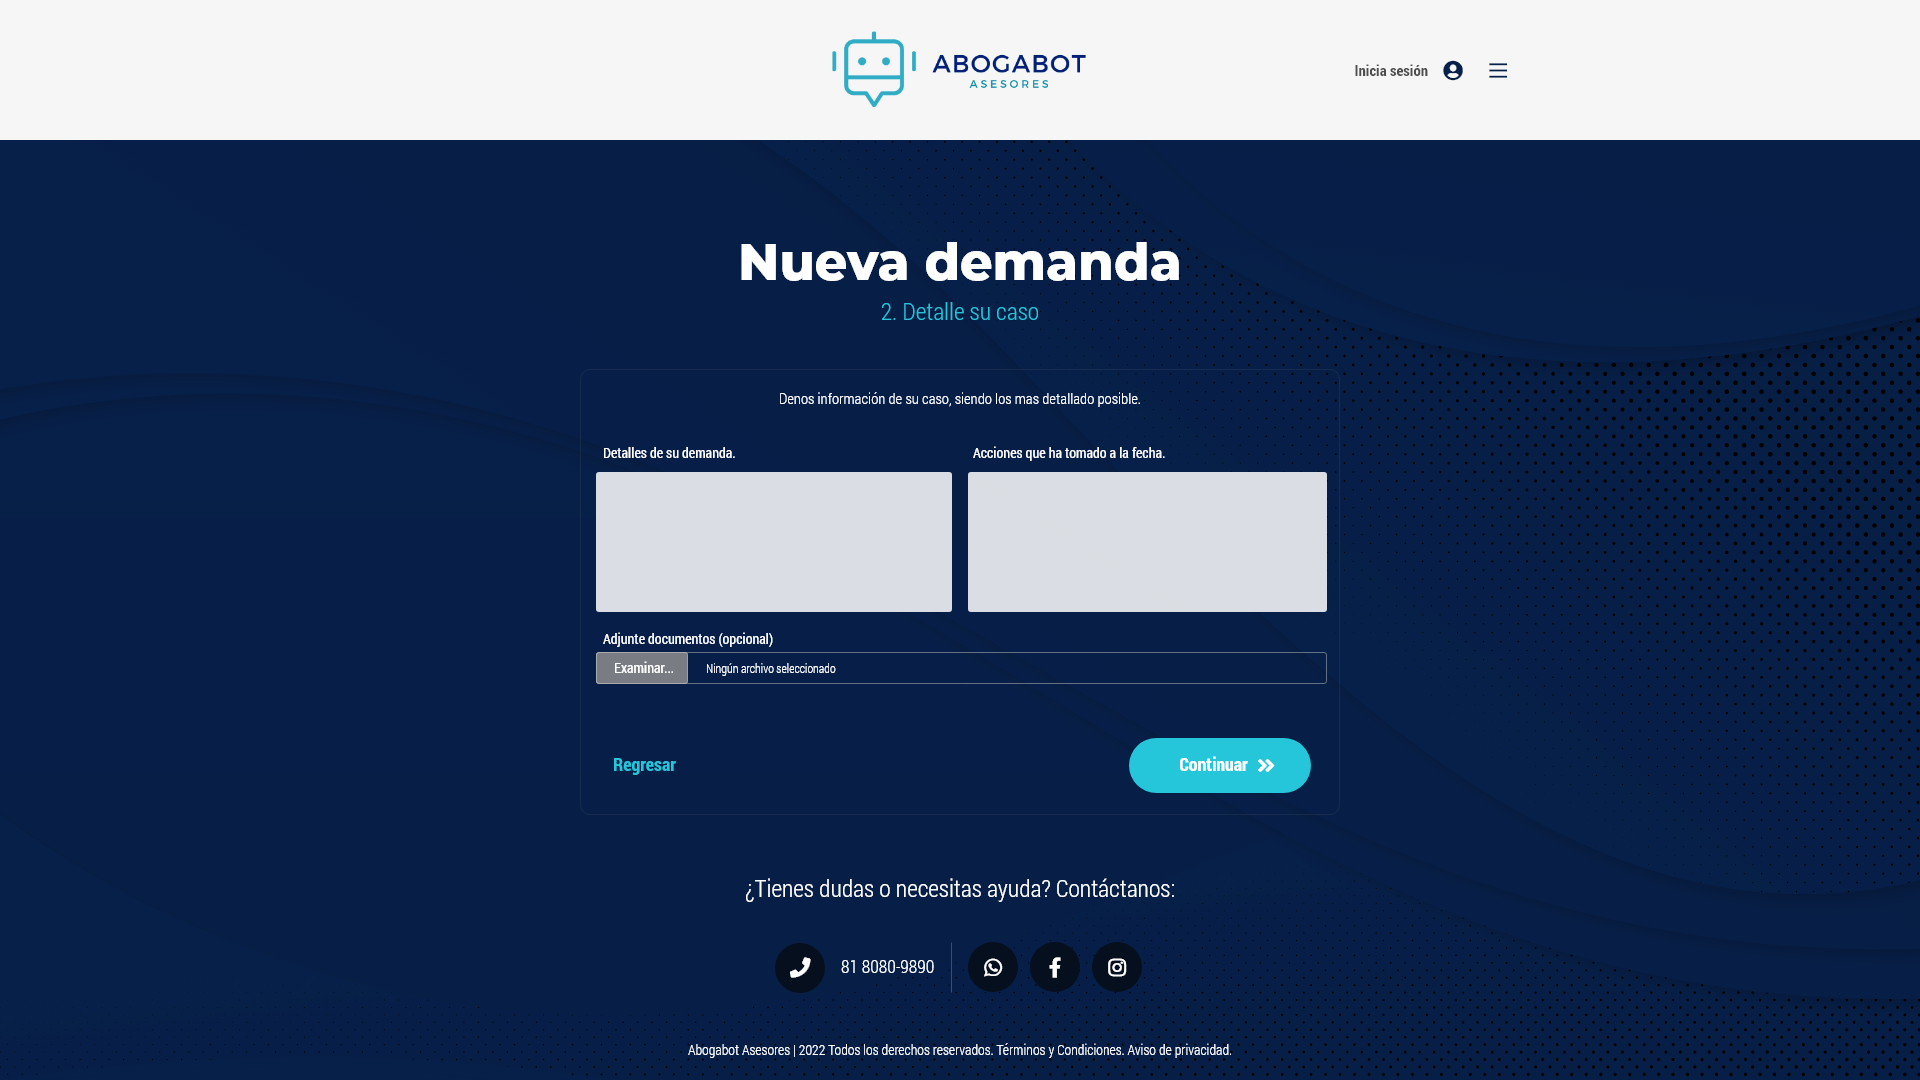 ABOGABOT
ASESORES
Inicia sesión
Nueva demanda
2. Detalle su caso
Denos información de su caso, siendo los mas detallado posible.
Detalles de su demanda.
Acciones que ha tomado a la fecha.
Adjunte documentos (opcional)
Examinar...
Ningún archivo seleccionado
Regresar
Continuar
¿Tienes dudas o necesitas ayuda? Contáctanos:
81 8080-9890
Abogabot Asesores | 2022 Todos los derechos reservados. Términos y Condiciones. Aviso de privacidad.